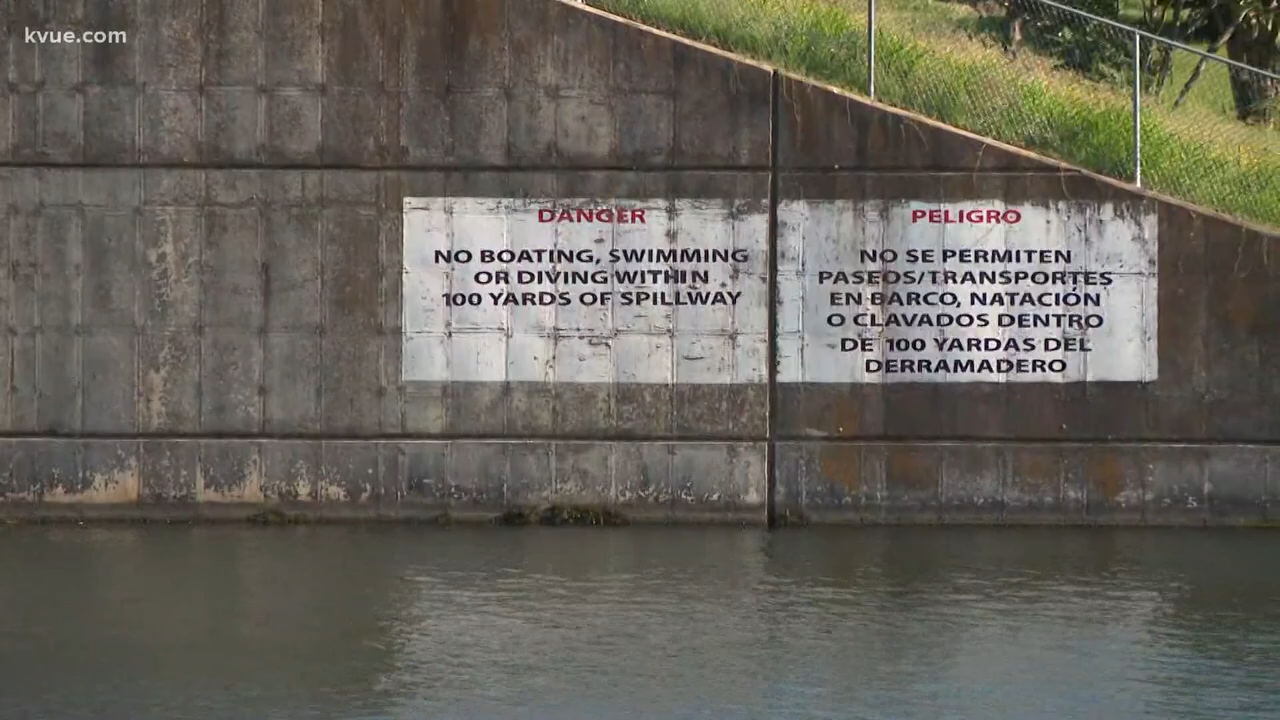 kvue.com
DANGER
NO BOATING, SWIMMING
OR DIVING WITHIN
100 YARDS OF SPILLWAY
PELIGRO
NO SE PERMITEN
PASEOS/TRANSPORTES
EN BARCO, NATACIÓN
O CLAVADOS DENTRO
DE 100 YARDAS DEL
DERRAMADERO